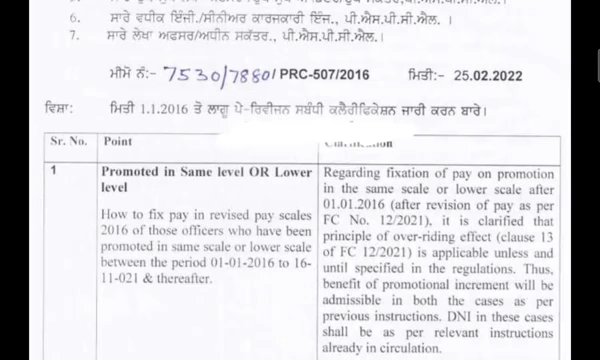 6. ਸਾਰੇ ਵਧੀਕ ਇੰਜੀ/ਸੀਨੀਅਰ ਕਾਰਜਕਾਰੀ ਇੰਜ., ਪੀ.ਐਸ.ਪੀ.ਸੀ.ਐਲ. ।
7. ਸਾਰੇ ਲੇਖਾ ਅਫਸਰ/ਅਧੀਨ ਸਕੱਤਰ., ਪੀ.ਐਸ.ਪੀ.ਸੀ.ਐਲ.।
ਮੀਮੋ ਨੰ:- 7530/7880/ PRC-507/2016 ਮਿਤੀ:- 25.02.2022
ਵਿਸ਼ਾ: ਮਿਤੀ 1.1.2016 ਤੋਂ ਲਾਗੂ ਪੇ-ਰਿਵੀਜਨ ਸਬੰਧੀ ਕਲੈਰੀਫਿਕੇਸ਼ਨ ਜਾਰੀ ਕਰਨ ਬਾਰੇ।
Sr. No. Point
1 Promoted in Same level OR Lower
level
How to fix pay in revised pay scales
2016 of those officers who have been
promoted in same scale or lower scale
between the period 01-01-2016 to 16-
11-021 & thereafter.
Regarding fixation of pay on promotion
in the same scale or lower scale after
01.01.2016 (after revision of pay as per
FC No. 12/2021), it is clarified that
principle of over-riding effect (clause 13
of FC 12/2021) is applicable unless and
until specified in the regulations. Thus,
benefit of promotional increment will be
admissible in both the cases as per
previous instructions. DNI in these cases
shall be as per relevant instructions
already in circulation.